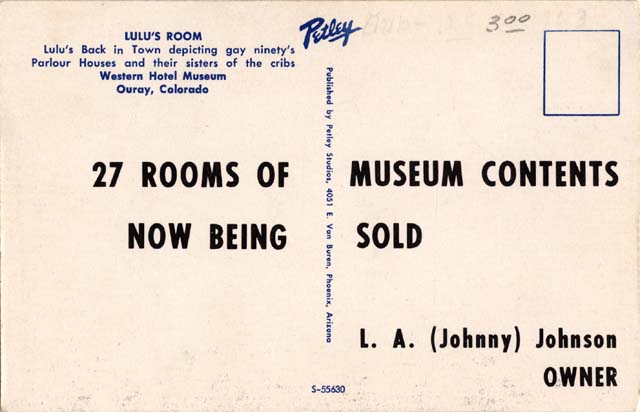 LULU'S ROOM
Lulu's Back in Town depicting gay ninety's
Parlour Houses and their sisters of the cribs
Western Hotel Museum
Ouray, Colorado
Petley
3.00
Published by Petley Studios, 4051 E. Van Buren, Phoenix, Arizona
27 ROOMS OF MUSEUM CONTENTS
NOW BEING SOLD
L. A. (Johnny) Johnson
OWNER
S-55630